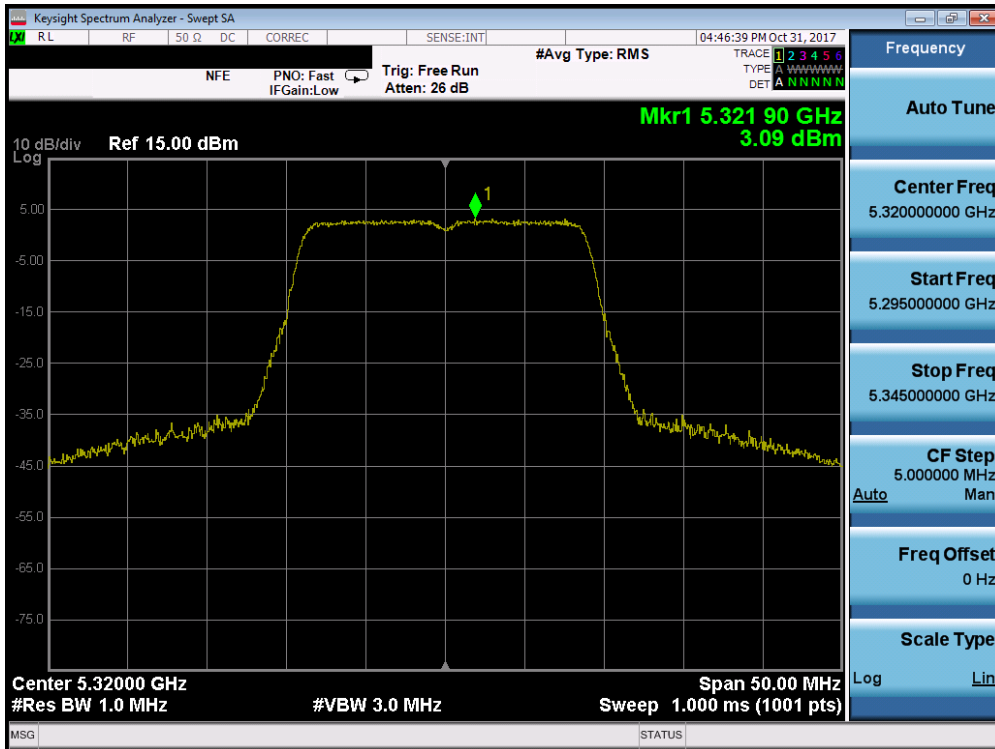 Keysight Spectrum Analyzer - Swept SA
LXI RL RF 50 Ω DC CORREC SENSE:INT 04:46:39 PM Oct 31, 2017
#Avg Type: RMS TRACE 1 2 3 4 5 6
NFE PNO: Fast Trig: Free Run TYPE A WWWWW
IFGain:Low Atten: 26 dB DET A N N N N N
Mkr1 5.321 90 GHz
3.09 dBm
10 dB/div Ref 15.00 dBm
Log
1
5.00
-5.00
-15.0
-25.0
-35.0
-45.0
-55.0
-65.0
-75.0
Center 5.32000 GHz Span 50.00 MHz
#Res BW 1.0 MHz #VBW 3.0 MHz Sweep 1.000 ms (1001 pts)
MSG STATUS
Frequency
Auto Tune
Center Freq
5.320000000 GHz
Start Freq
5.295000000 GHz
Stop Freq
5.345000000 GHz
CF Step
5.000000 MHz
Auto Man
Freq Offset
0 Hz
Scale Type
Log Lin